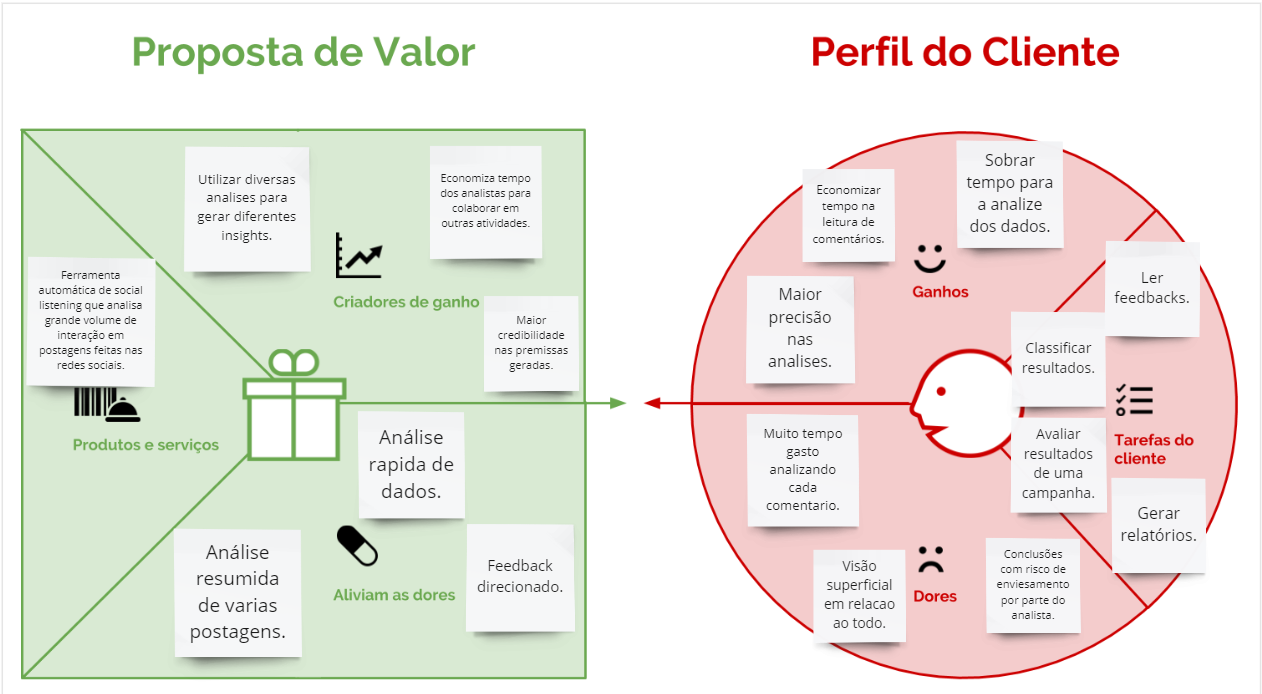 Proposta de Valor
Utilizar diversas
analises para
gerar diferentes
insights.
Economiza tempo
dos analistas para
colaborar em
outras atividades.
Ferramenta
automática de social
listening que analisa
grande volume de
interação em
postagens feitas nas
redes sociais.
Criadores de ganho
Maior
credibilidade
nas premissas
geradas.
Produtos e serviços
Análise
rapida de
dados.
Análise
resumida
de varias
postagens.
Aliviam as dores
Feedback
direcionado.
Perfil do Cliente
Economizar
tempo na
leitura de
comentários.
Sobrar
tempo para
a analize
dos dados.
Ganhos
Maior
precisão
nas
analises.
Ler
feedbacks.
Classificar
resultados.
Avaliar
resultados
de uma
campanha.
Tarefas do
cliente
Gerar
relatórios.
Muito tempo
gasto
analizando
cada
comentario.
Visão
superficial
em relacao
ao todo.
Dores
Conclusões
com risco de
enviesamento
por parte do
analista.